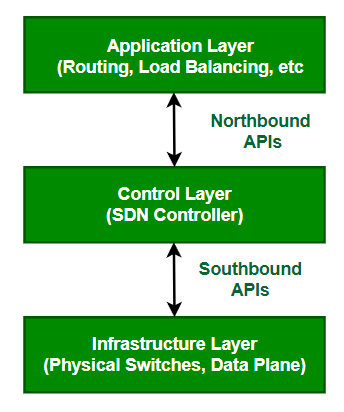 Application Layer
(Routing, Load Balancing, etc
Northbound
APIs
Control Layer
(SDN Controller)
Southbound
APIs
Infrastructure Layer
(Physical Switches, Data Plane)